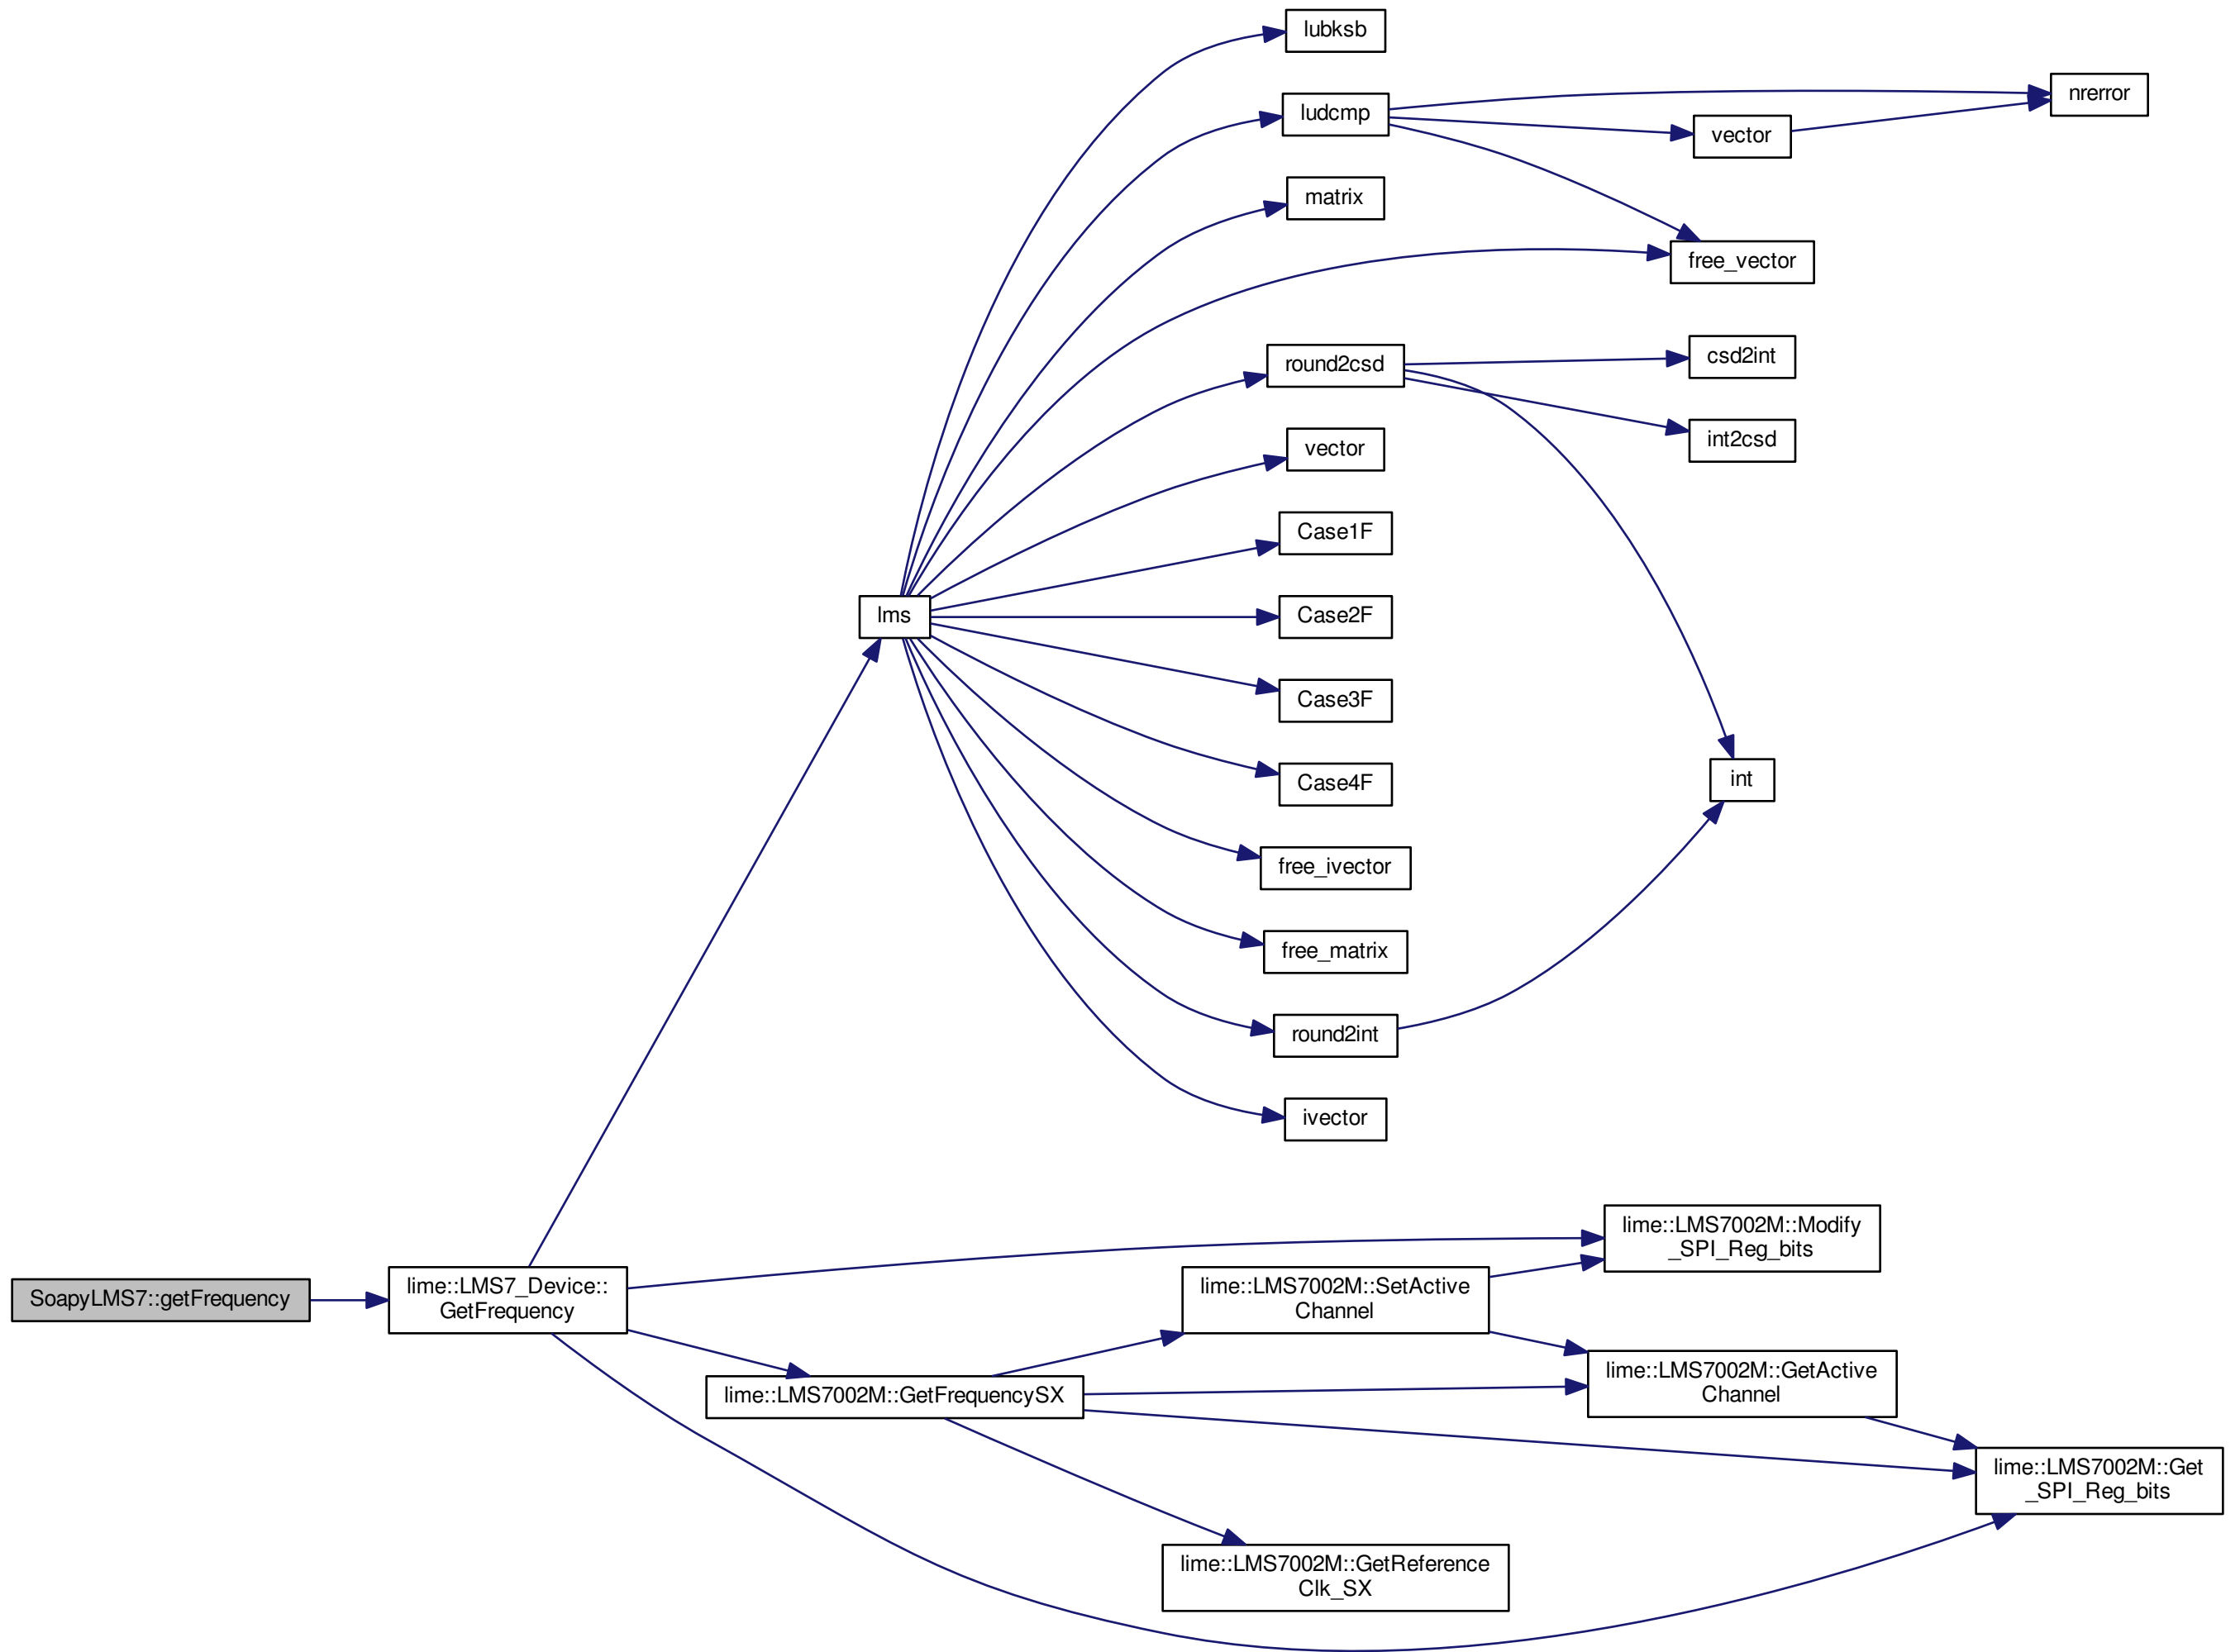 lubksb
ludcmp
nrerror
vector
matrix
free_vector
round2csd
csd2int
int2csd
vector
Case1F
lms
Case2F
Case3F
Case4F
int
free_ivector
free_matrix
round2int
ivector
SoapyLMS7::getFrequency
lime::LMS7_Device::
GetFrequency
lime::LMS7002M::Modify
_SPI_Reg_bits
lime::LMS7002M::SetActive
Channel
lime::LMS7002M::GetFrequencySX
lime::LMS7002M::GetActive
Channel
lime::LMS7002M::Get
_SPI_Reg_bits
lime::LMS7002M::GetReference
Clk_SX